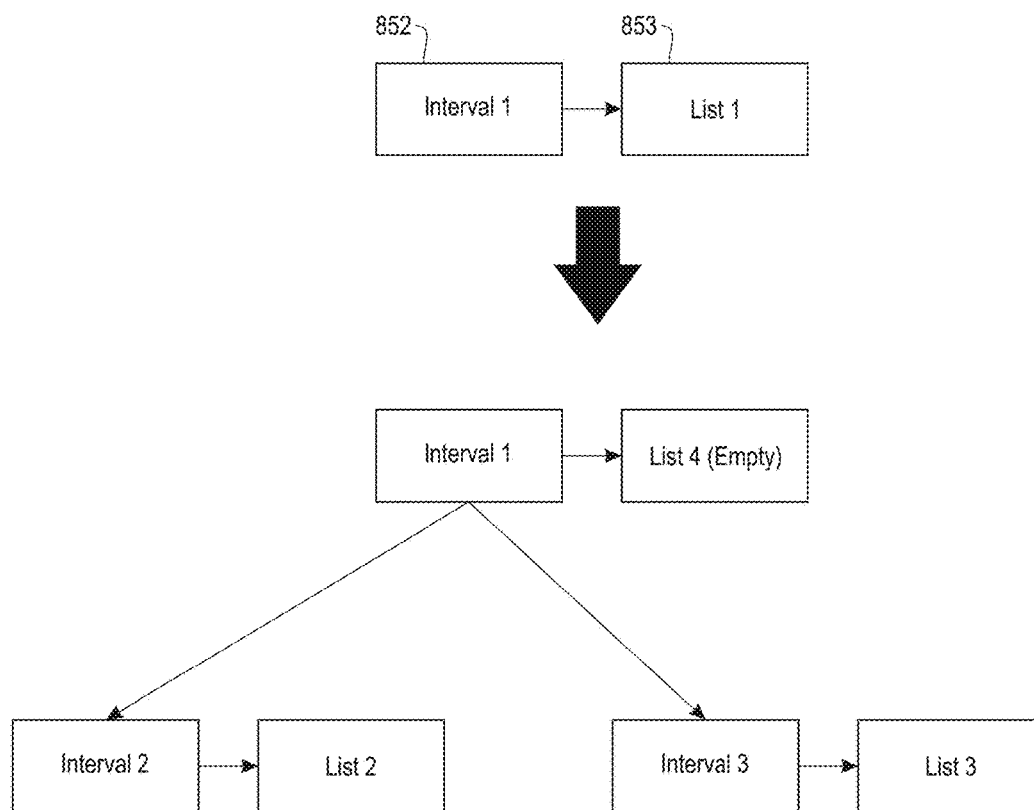 852
853
Interval 1
List 1
Interval 1
List 4 (Empty)
Interval 2
List 2
Interval 3
List 3